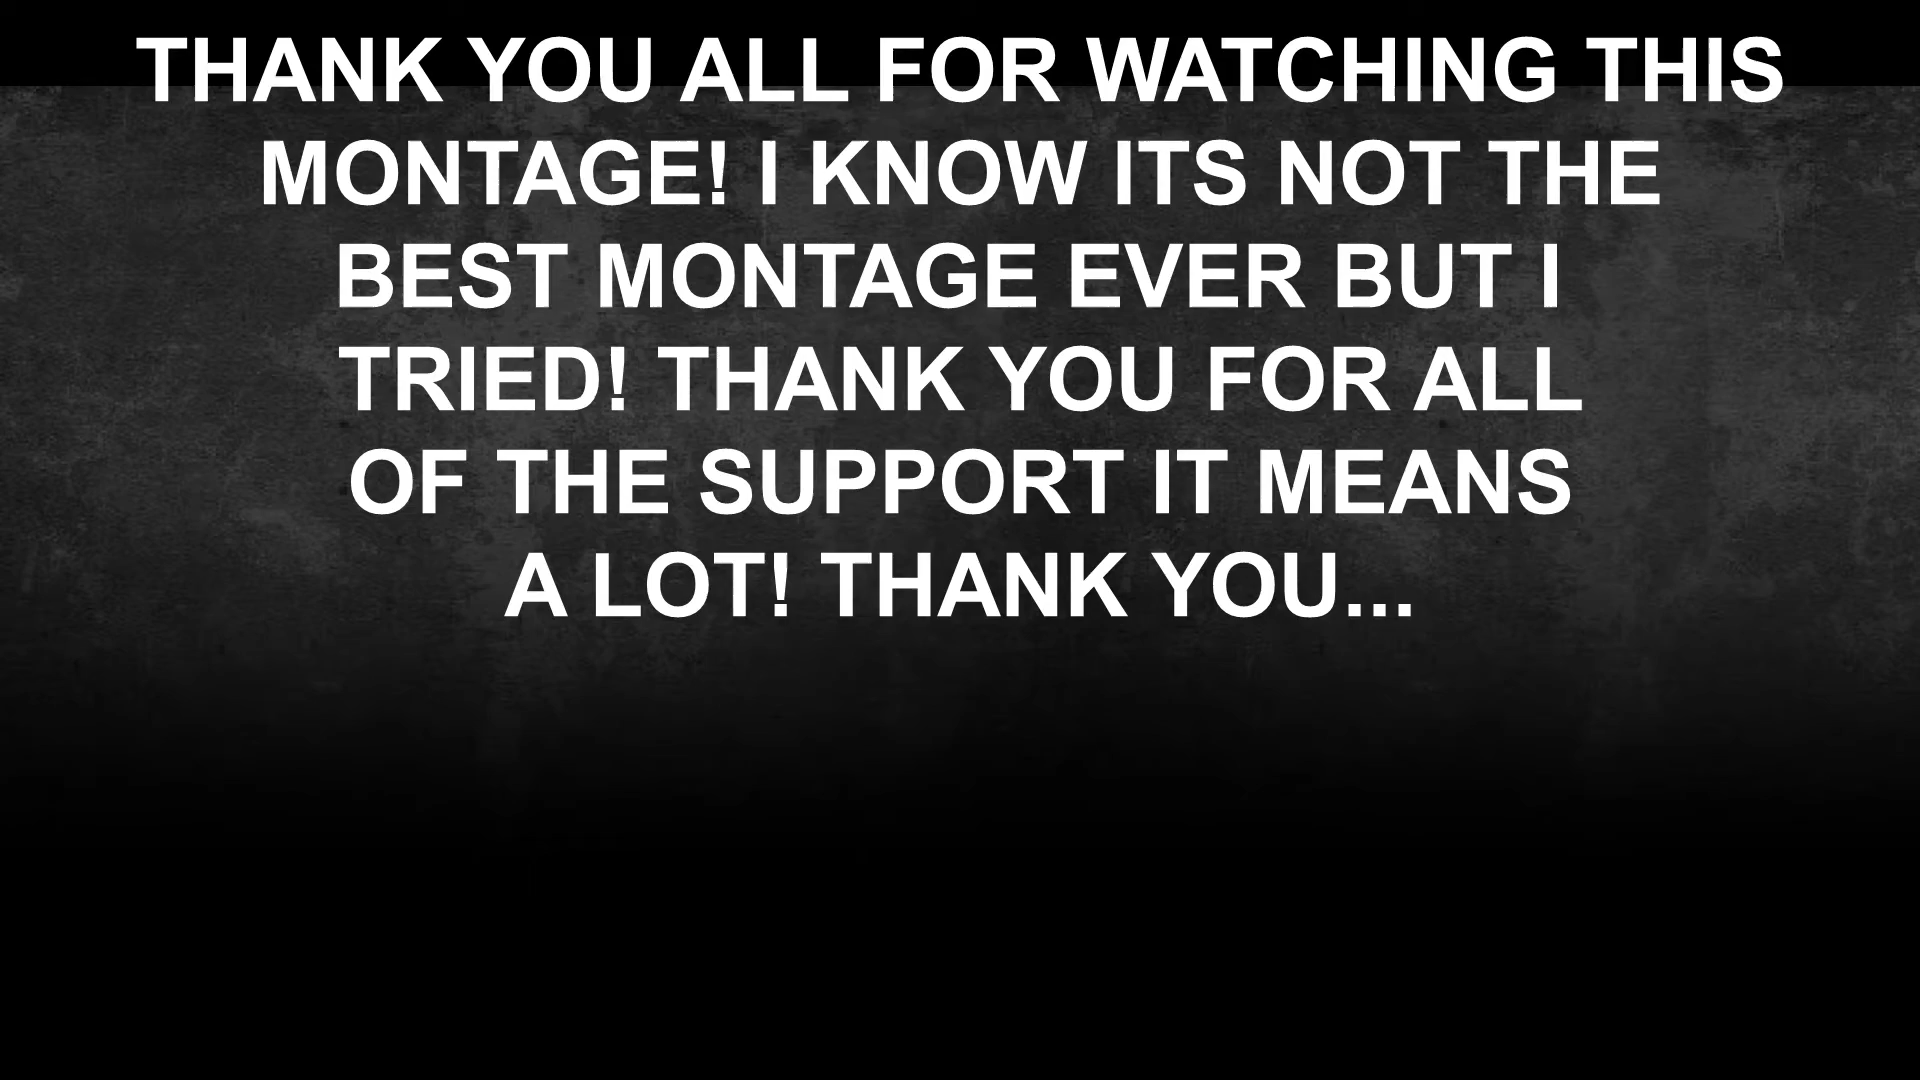 THANK YOU ALL FOR WATCHING THIS
MONTAGE! I KNOW ITS NOT THE
BEST MONTAGE EVER BUT I
TRIED! THANK YOU FOR ALL
OF THE SUPPORT IT MEANS
A LOT! THANK YOU...